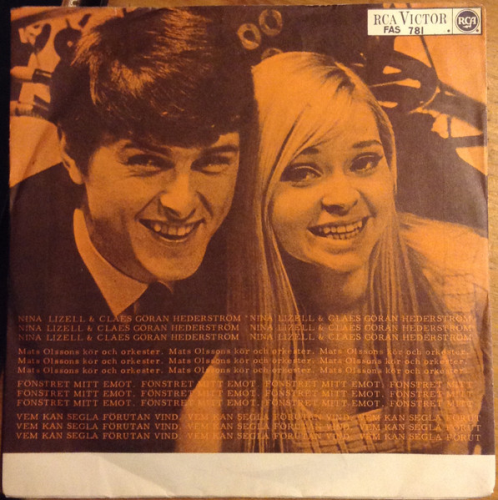 RCA VICTOR RCA
FAS 781
NINA LIZELL & CLAES GÖRAN HEDERSTRÖM * NINA LIZELL & CLAES GÖRAN HEDERSTRÖM
NINA LIZELL & CLAES GÖRAN HEDERSTRÖM NINA LIZELL & CLAES GÖRAN HEDERSTRÖM
NINA LIZELL & CLAES GÖRAN HEDERSTRÖM NINA LIZELL & CLAES GÖRAN HEDERSTRÖM
Mats Olssons kör och orkester. Mats Olssons kör och orkester. Mats Olssons kör och orkester.
Mats Olssons kör och orkester. Mats Olssons kör och orkester. Mats Olssons kör och orkester.
Mats Olssons kör och orkester. Mats Olssons kör och orkester. Mats Olssons kör och orkester.
FÖNSTRET MITT EMOT, FÖNSTRET MITT EMOT, FÖNSTRET MITT EMOT, FÖNSTRET MITT
FÖNSTRET MITT EMOT, FÖNSTRET MITT EMOT, FÖNSTRET MITT EMOT, FÖNSTRET MITT
FÖNSTRET MITT EMOT, FÖNSTRET MITT EMOT, FÖNSTRET MITT EMOT, FÖNSTRET MITT
VEM KAN SEGLA FÖRUTAN VIND, VEM KAN SEGLA FÖRUTAN VIND, VEM KAN SEGLA FÖRUT
VEM KAN SEGLA FÖRUTAN VIND, VEM KAN SEGLA FÖRUTAN VIND, VEM KAN SEGLA FÖRUT
VEM KAN SEGLA FÖRUTAN VIND, VEM KAN SEGLA FÖRUTAN VIND, VEM KAN SEGLA FÖRUT